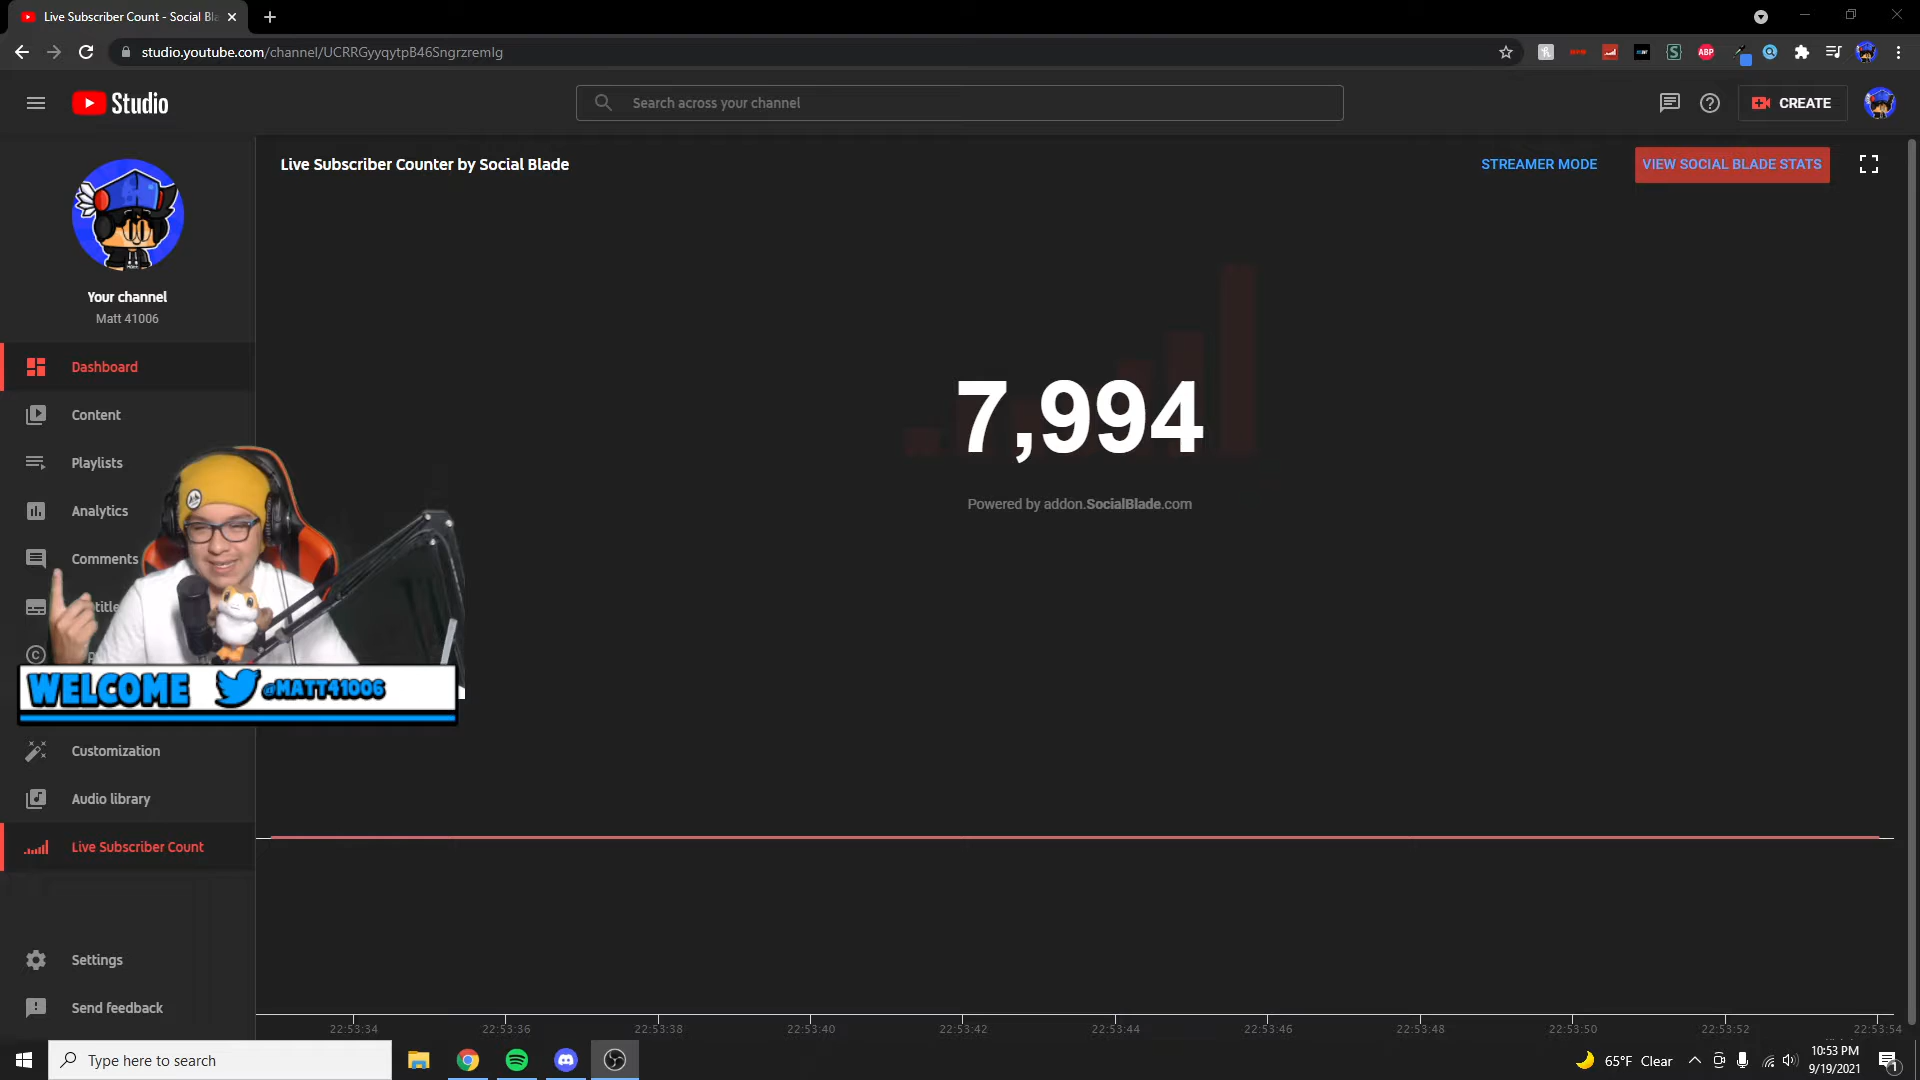 Live Subscriber Count - Social Bl
studio.youtube.com/channel/UCRRGyyqytpB46Sngrzremlg
ABP
Studio
Search across your channel
CREATE
Live Subscriber Counter by Social Blade
STREAMER MODE
VIEW SOCIAL BLADE STATS
Your channel
Matt 41006
Dashboard
Content
Playlists
Analytics
Comments
7,994
Powered by addon.SocialBlade.com
WELCOME @MATT41006
Customization
Audio library
Live Subscriber Count
Settings
Send feedback
22:53:34 22:53:36 22:53:38 22:53:40 22:53:42 22:53:44 22:53:46 22:53:48 22:53:50 22:53:52 22:53:54
Type here to search
65°F Clear
10:53 PM
9/19/2021
1